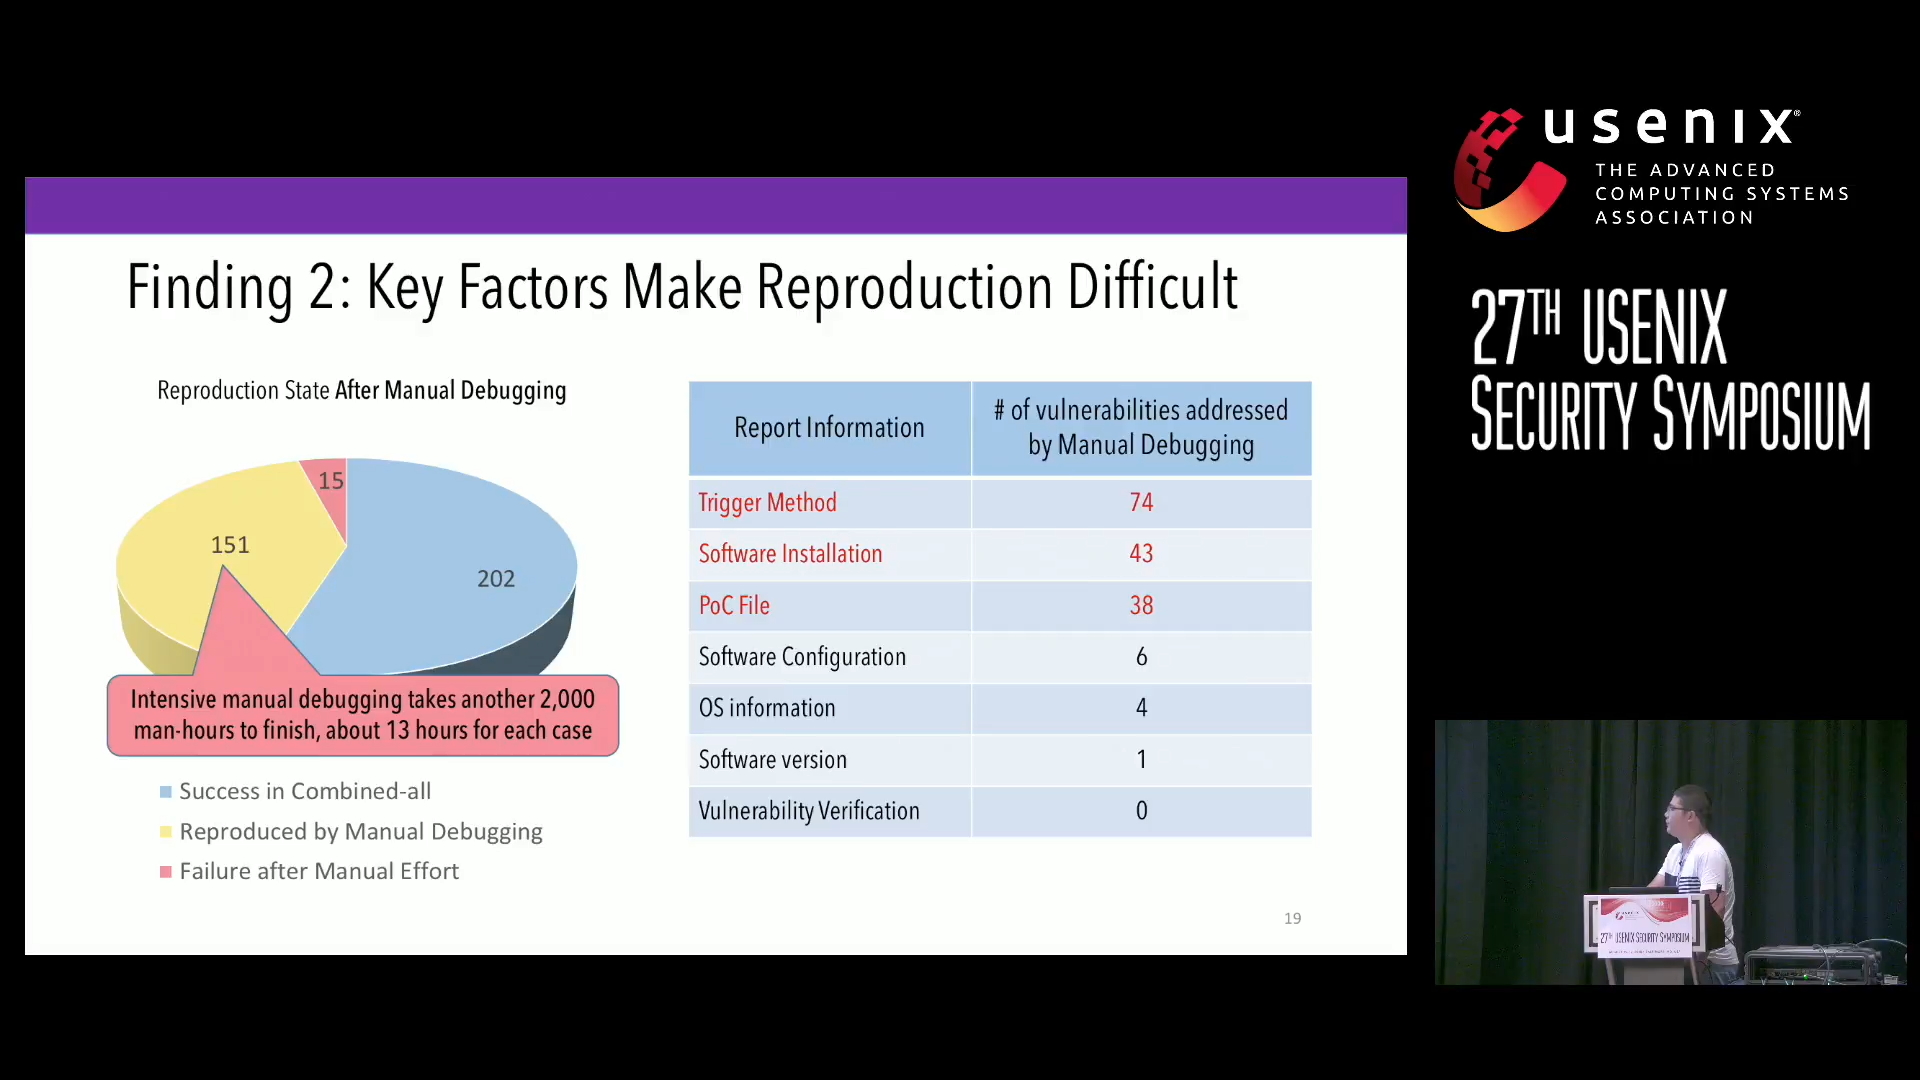 Finding 2: Key Factors Make Reproduction Difficult
Reproduction State After Manual Debugging
15
151
202
Intensive manual debugging takes another 2,000
man-hours to finish, about 13 hours for each case
Success in Combined-all
Reproduced by Manual Debugging
Failure after Manual Effort
Report Information
# of vulnerabilities addressed
by Manual Debugging
Trigger Method 74
Software Installation 43
PoC File 38
Software Configuration 6
OS information 4
Software version 1
Vulnerability Verification 0
19
usenix®
THE ADVANCED
COMPUTING SYSTEMS
ASSOCIATION
27TH USENIX
SECURITY SYMPOSIUM
27TH USENIX SECURITY SYMPOSIUM